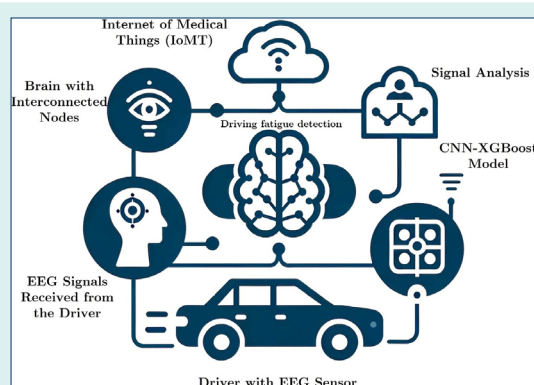 Internet of Medical
Things (IoMT)
Brain with
Interconnected
Nodes
Signal Analysis
Driving fatigue detection
CNN-XGBoost
Model
EEG Signals
Received from
the Driver
Driver with EEG Sensor